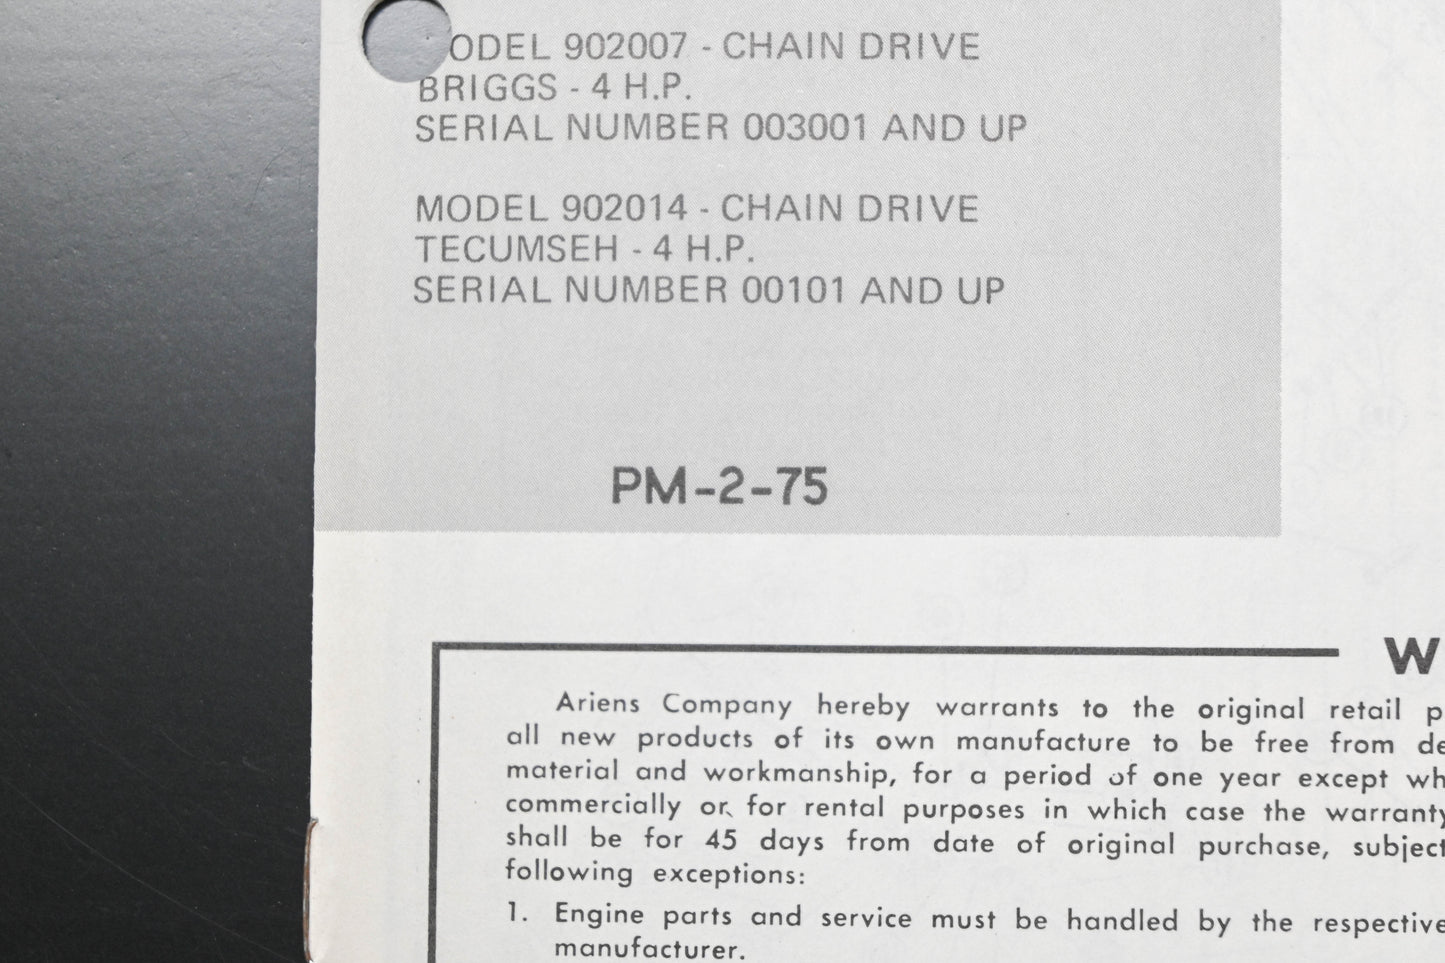 ODEL 902007 - CHAIN DRIVE
BRIGGS - 4 H.P.
SERIAL NUMBER 003001 AND UP
MODEL 902014 - CHAIN DRIVE
TECUMSEH - 4 H.P.
SERIAL NUMBER 00101 AND UP
PM-2-75
W
Ariens Company hereby warrants to the original retail p
all new products of its own manufacture to be free from de
material and workmanship, for a period of one year except wh
commercially or for rental purposes in which case the warranty
shall be for 45 days from date of original purchase, subject
following exceptions:
1. Engine parts and service must be handled by the respective
manufacturer.